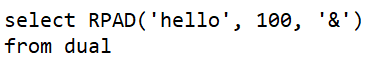 select RPAD('hello', 100, '&')
from dual